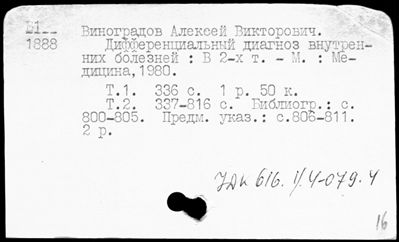 Виноградов Алексей Викторович.
1888 Дифференциальный диагноз внутрен-
них болезней : В 2-х т. - М. : Ме-
дицина, 1980.
Т.1. 336 с. 1 р. 50 к.
Т.2. 337-816 с. Библиогр.: с.
800-805. Предм. указ.: с.806-811.
2 р.
УДК 616. 1/.4-079.4
16